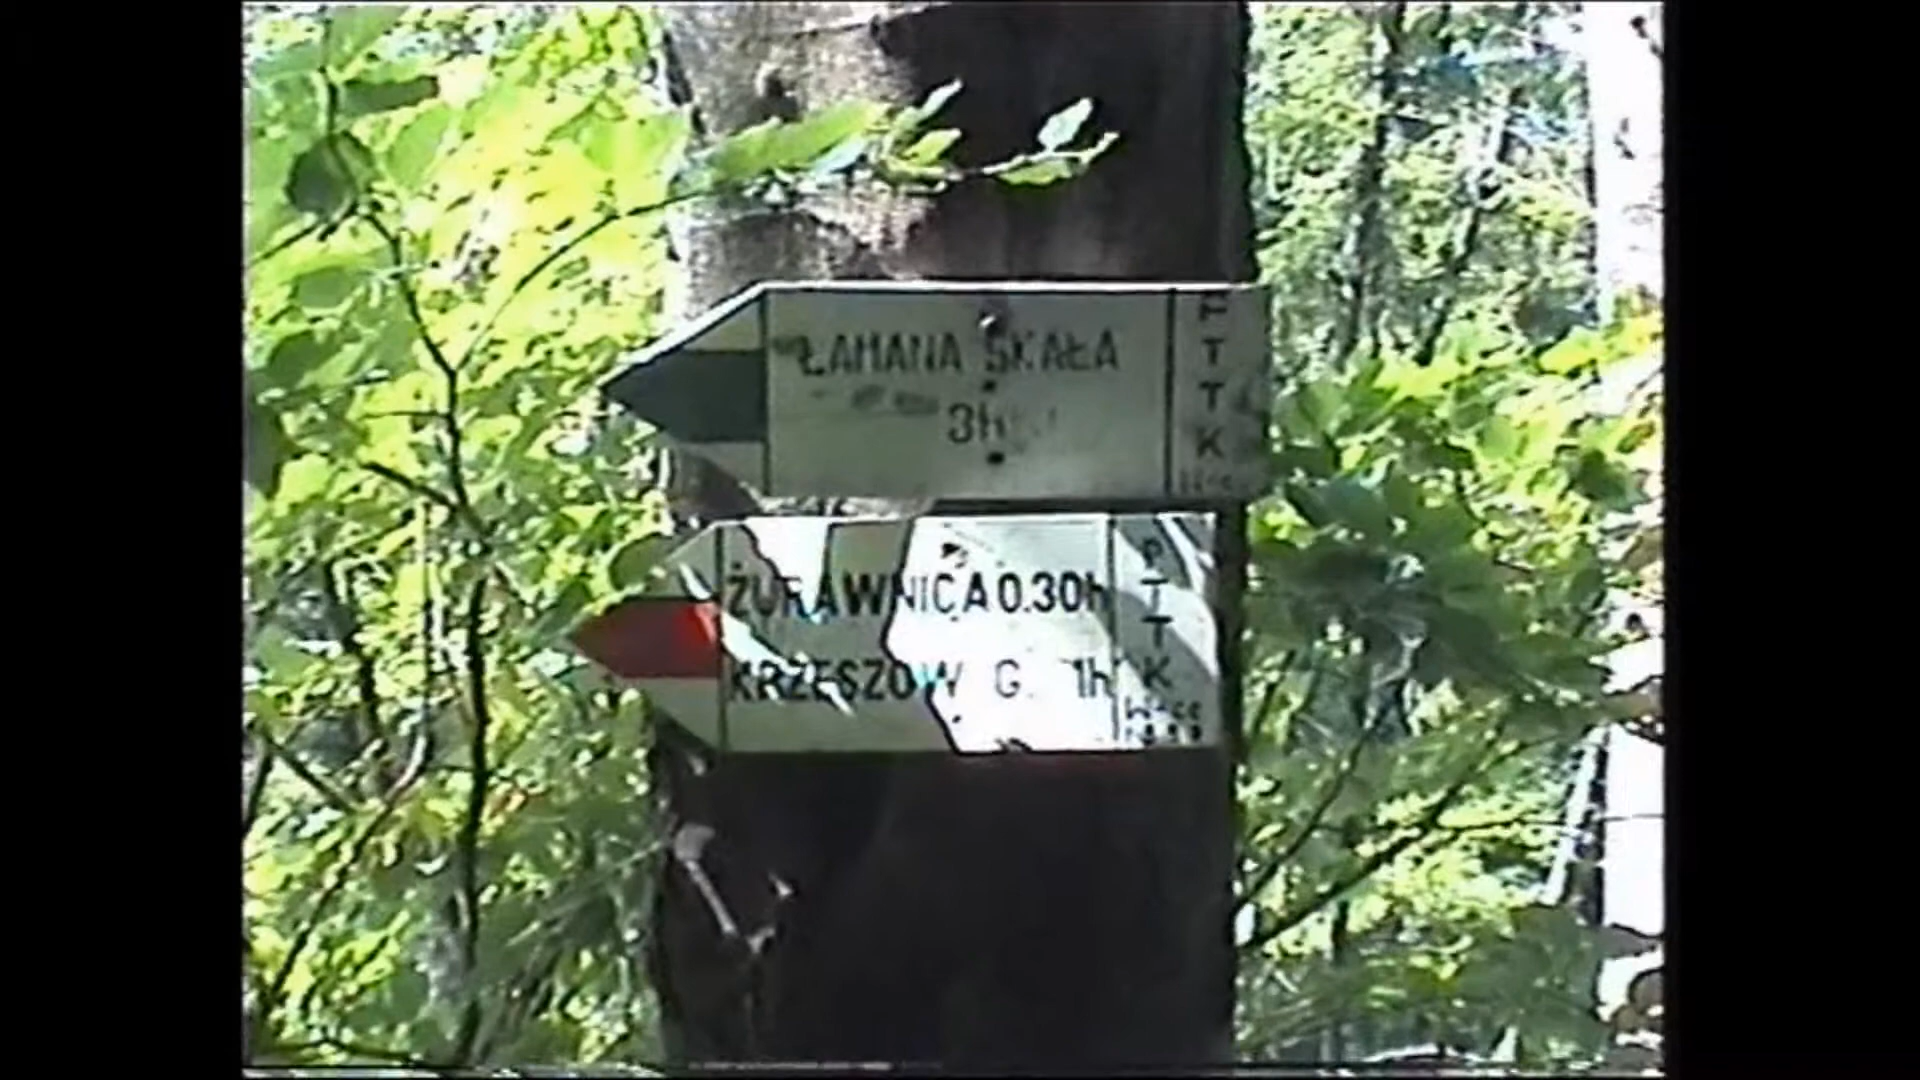 ŁAMANA SKAŁA
3h
PTTK
ŻURAWNICA 0.30h
KRZESZÓW G. 1h
PTTK